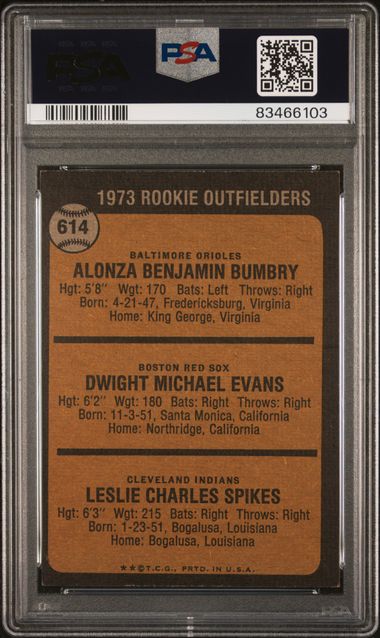 PSA
PSA
83466103
1973 ROOKIE OUTFIELDERS
614
BALTIMORE ORIOLES
ALONZA BENJAMIN BUMBRY
Hgt: 5'8" Wgt: 170 Bats: Left Throws: Right
Born: 4-21-47, Fredericksburg, Virginia
Home: King George, Virginia
BOSTON RED SOX
DWIGHT MICHAEL EVANS
Hgt: 6'2" Wgt: 180 Bats: Right Throws: Right
Born: 11-3-51, Santa Monica, California
Home: Northridge, California
CLEVELAND INDIANS
LESLIE CHARLES SPIKES
Hgt: 6'3" Wgt: 215 Bats: Right Throws: Right
Born: 1-23-51, Bogalusa, Louisiana
Home: Bogalusa, Louisiana
★★©T.C.G., PRTD. IN U.S.A.